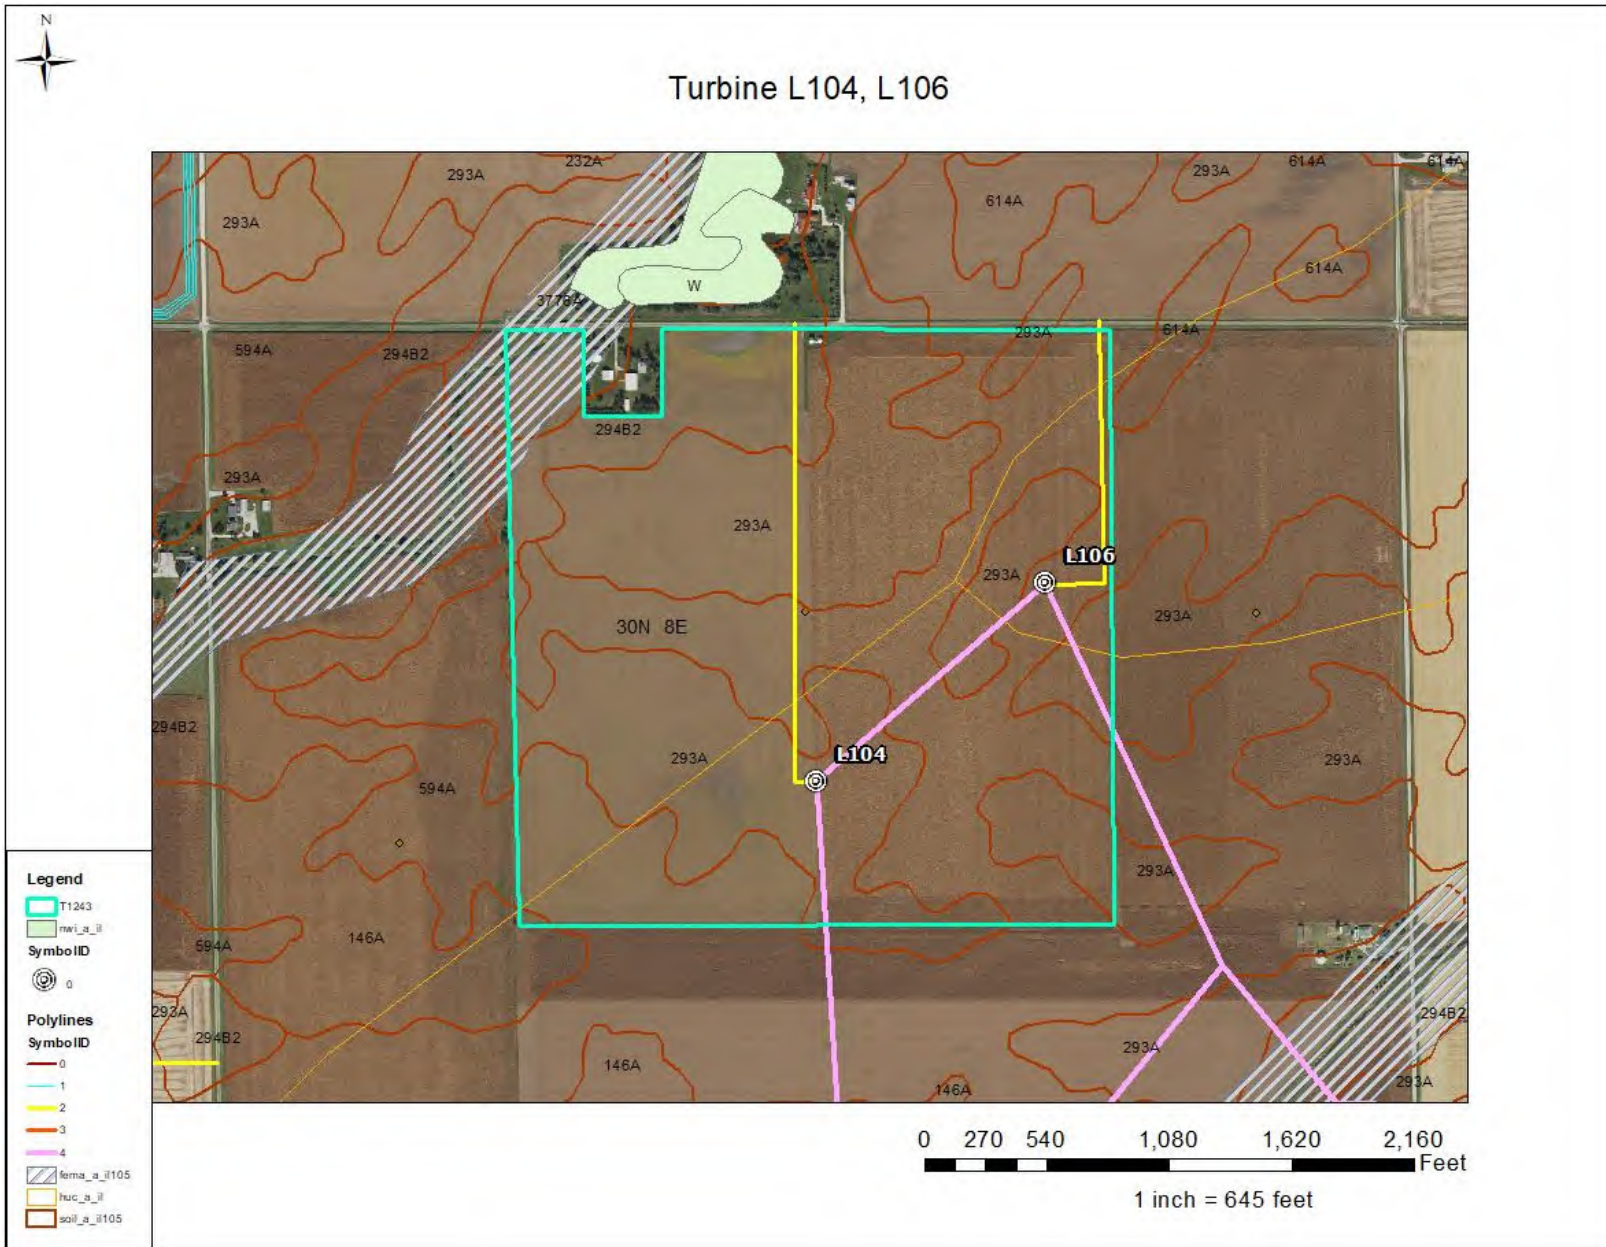 N
Turbine L104, L106
232A
293A
614A
293A
614A
293A
614A
614A
W
3776A
293A
614A
594A
294B2
294B2
293A
293A
L106
293A
293A
30N 8E
294B2
L104
293A
293A
594A
293A
594A
146A
293A
294B2
294B2
293A
146A
146A
293A
Legend
T1243
nwi_a_il
SymbolID
0
Polylines
SymbolID
0
1
2
3
4
fema_a_il105
huc_a_il
soil_a_il105
0 270 540 1,080 1,620 2,160
Feet
1 inch = 645 feet